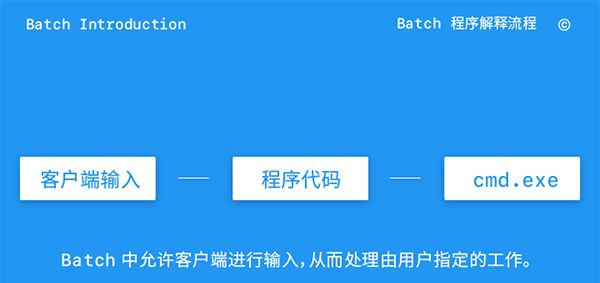 Batch Introduction
Batch 程序解释流程 ©
客户端输入
程序代码
cmd.exe
Batch 中允许客户端进行输入,从而处理由用户指定的工作。